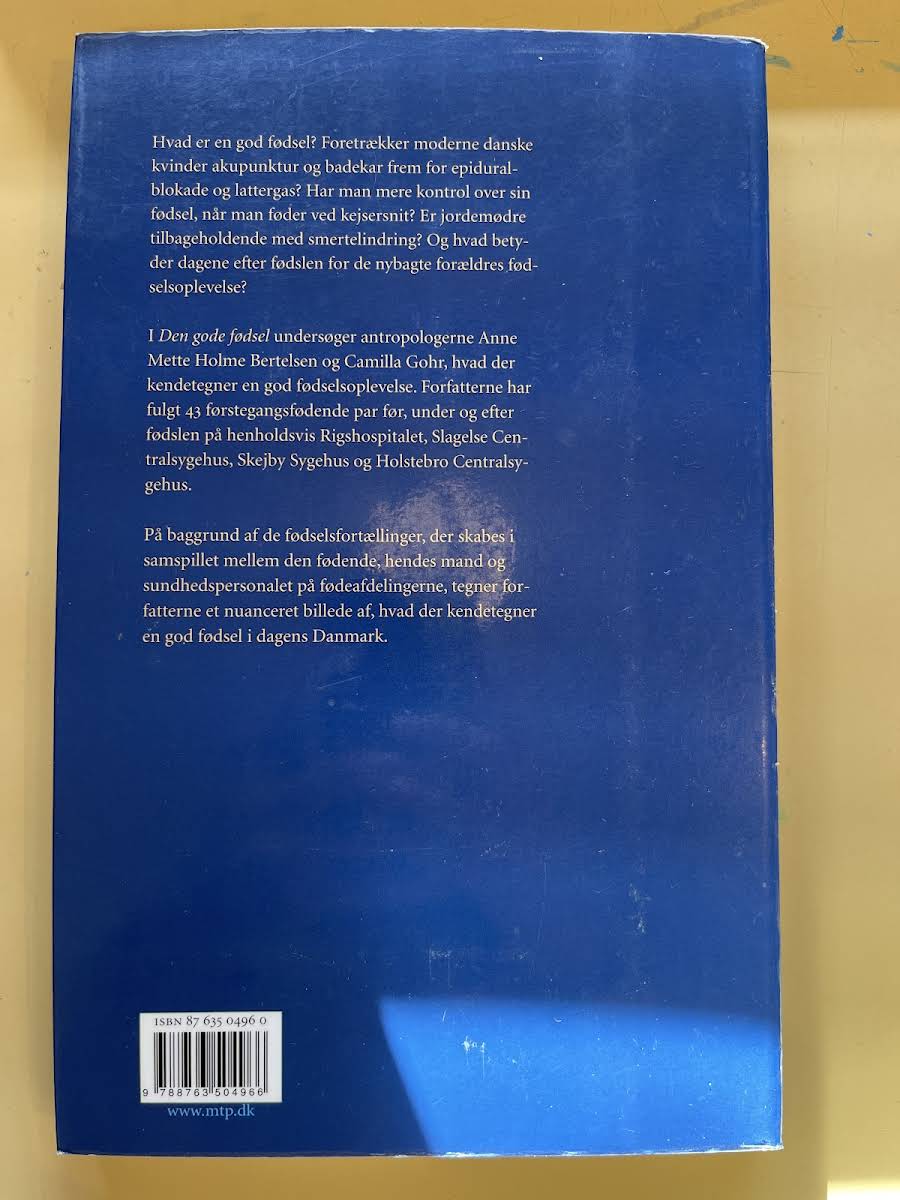 Hvad er en god fødsel? Foretrækker moderne danske
kvinder akupunktur og badekar frem for epidural-
blokade og lattergas? Har man mere kontrol over sin
fødsel, når man føder ved kejsersnit? Er jordemødre
tilbageholdende med smertelindring? Og hvad bety-
der dagene efter fødslen for de nybagte forældres fød-
selsoplevelse?
I Den gode fødsel undersøger antropologerne Anne
Mette Holme Bertelsen og Camilla Gohr, hvad der
kendetegner en god fødselsoplevelse. Forfatterne har
fulgt 43 førstegangsfødende par før, under og efter
fødslen på henholdsvis Rigshospitalet, Slagelse Cen-
tralsygehus, Skejby Sygehus og Holstebro Centralsy-
gehus.
På baggrund af de fødselsfortællinger, der skabes i
samspillet mellem den fødende, hendes mand og
sundhedspersonalet på fødeafdelingerne, tegner for-
fatterne et nuanceret billede af, hvad der kendetegner
en god fødsel i dagens Danmark.
ISBN 87 635 0496 0
9 788763 504966
www.mtp.dk